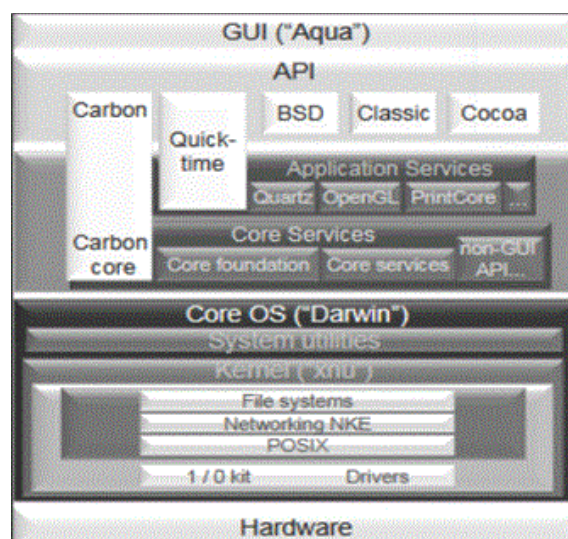 GUI ("Aqua")
API
Carbon
BSD
Classic
Cocoa
Quick-
time
Application Services
Quartz
OpenGL
PrintCore
...
Carbon
core
Core Services
Core foundation
Core services
non-GUI
API...
Core OS ("Darwin")
System utilities
Kernel ("xnu")
File systems
Networking NKE
POSIX
1 / 0 kit
Drivers
Hardware